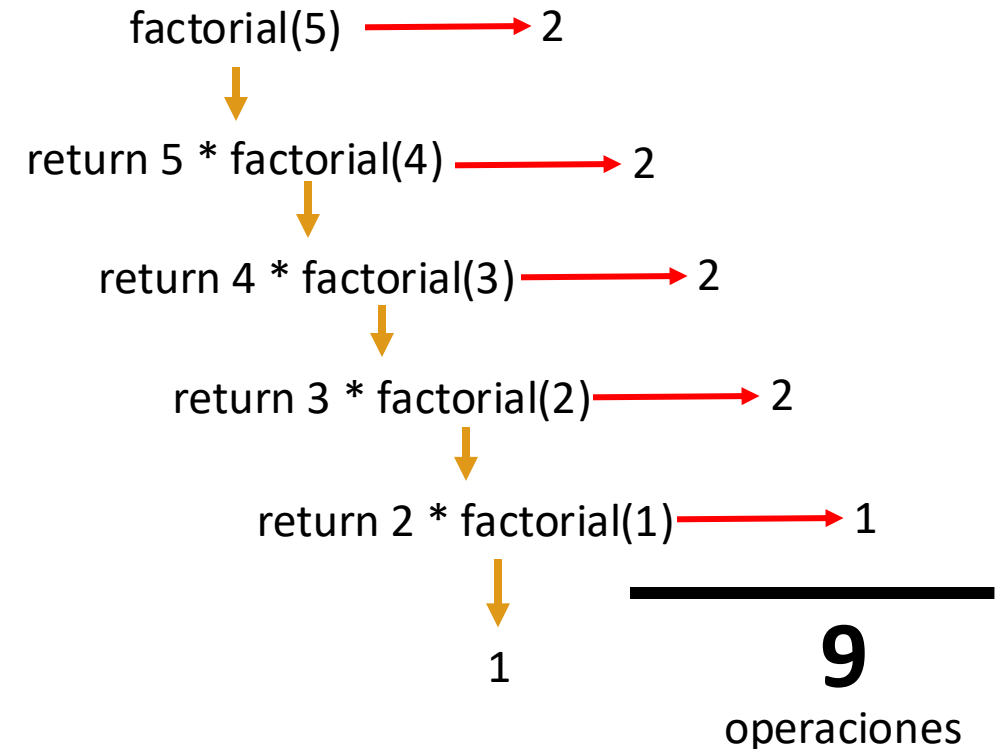 factorial(5) 2
return 5 * factorial(4) 2
return 4 * factorial(3) 2
return 3 * factorial(2) 2
return 2 * factorial(1) 1
1
9
operaciones